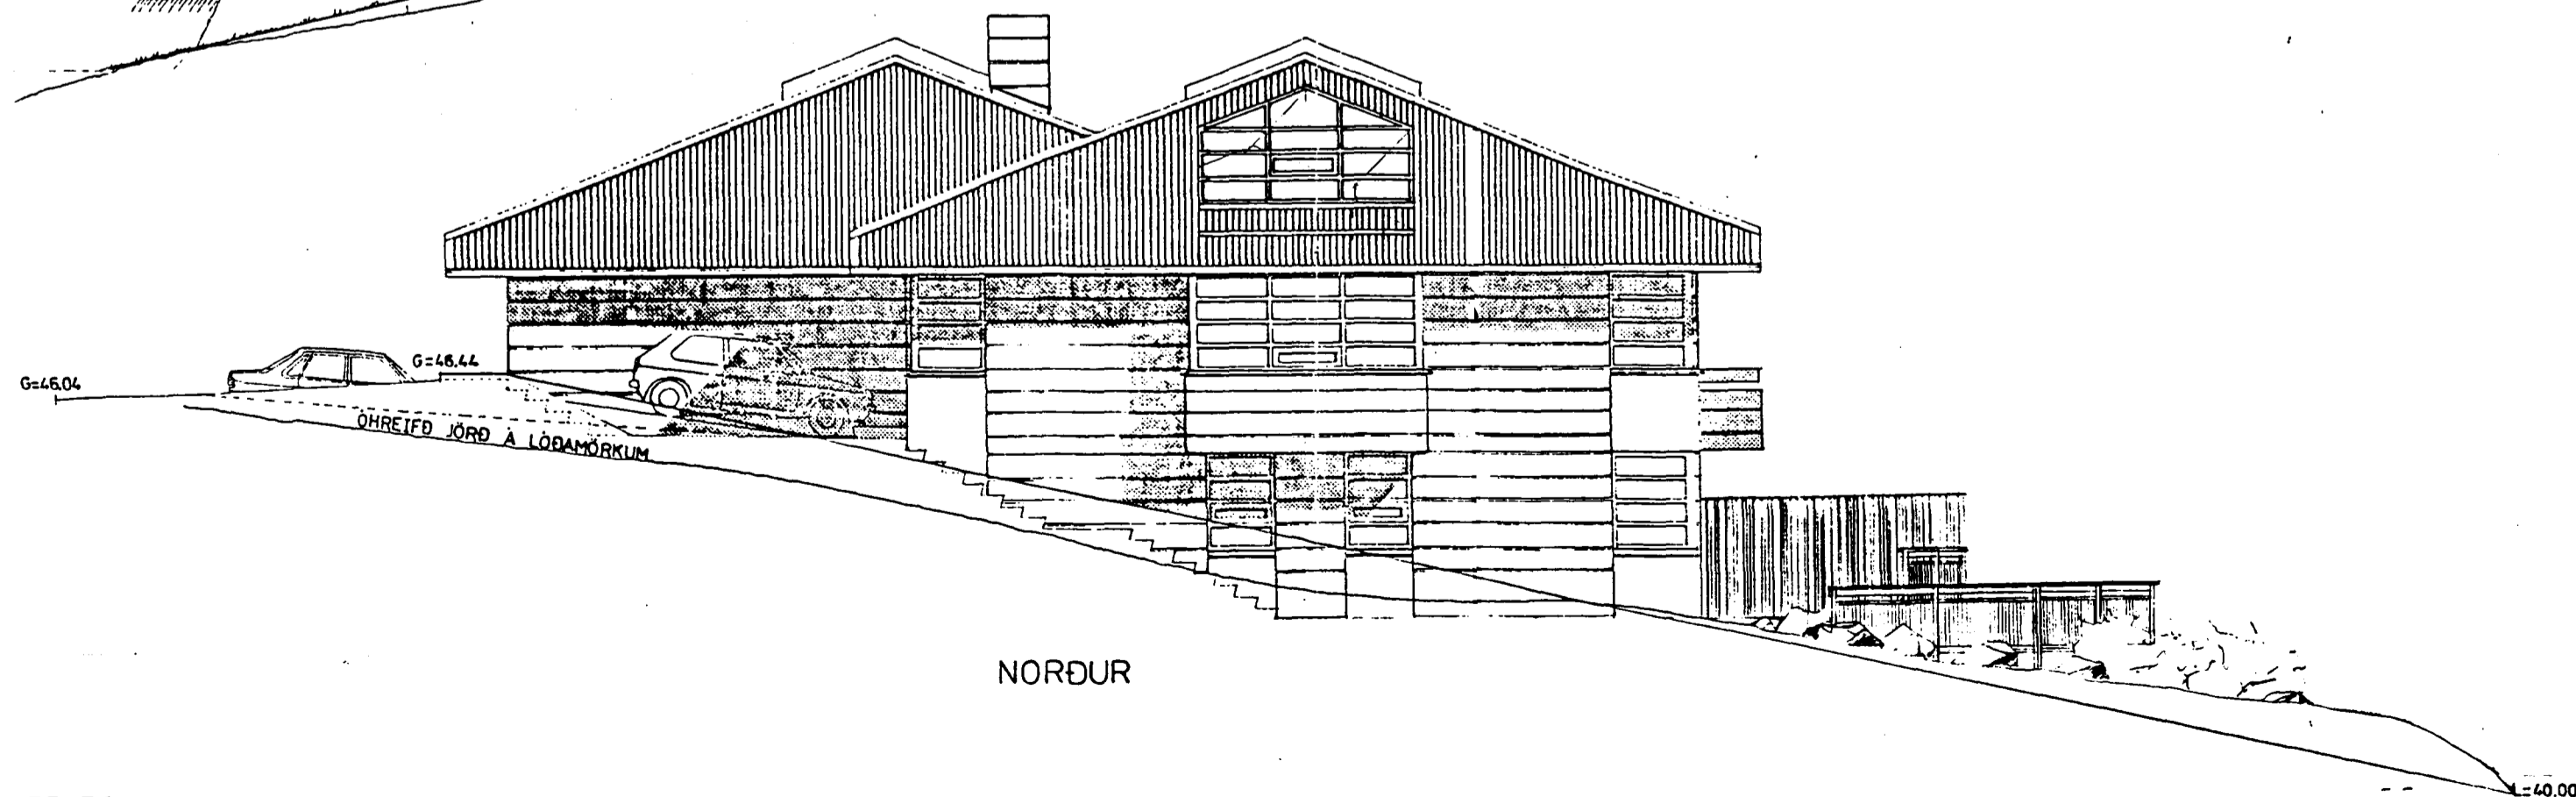 G=46.44
G=46.04
ÓHREIFÐ JÖRÐ Á LÓÐAMÖRKUM
NORÐUR
L=40.00